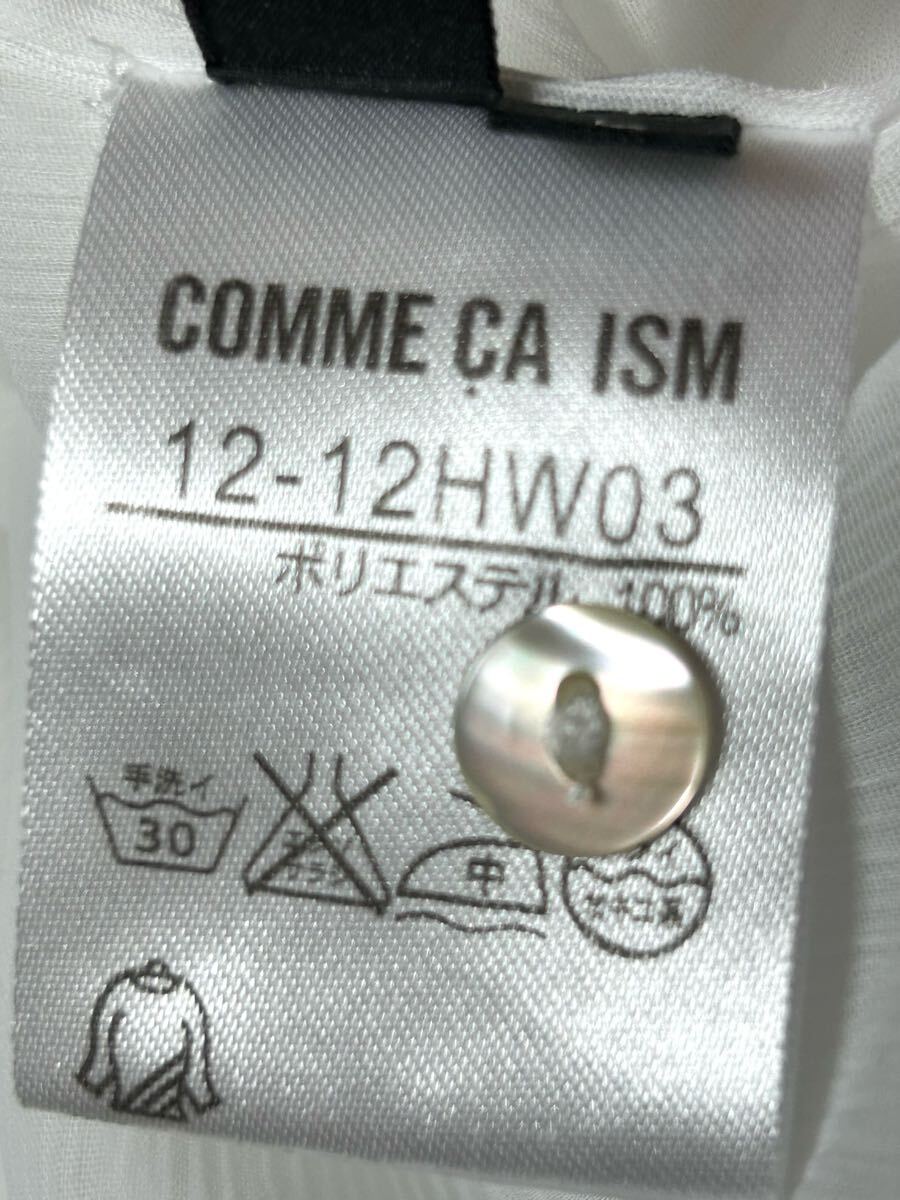 COMME ÇA ISM
12-12HW03
ポリエステル 100%
手洗イ
30
中